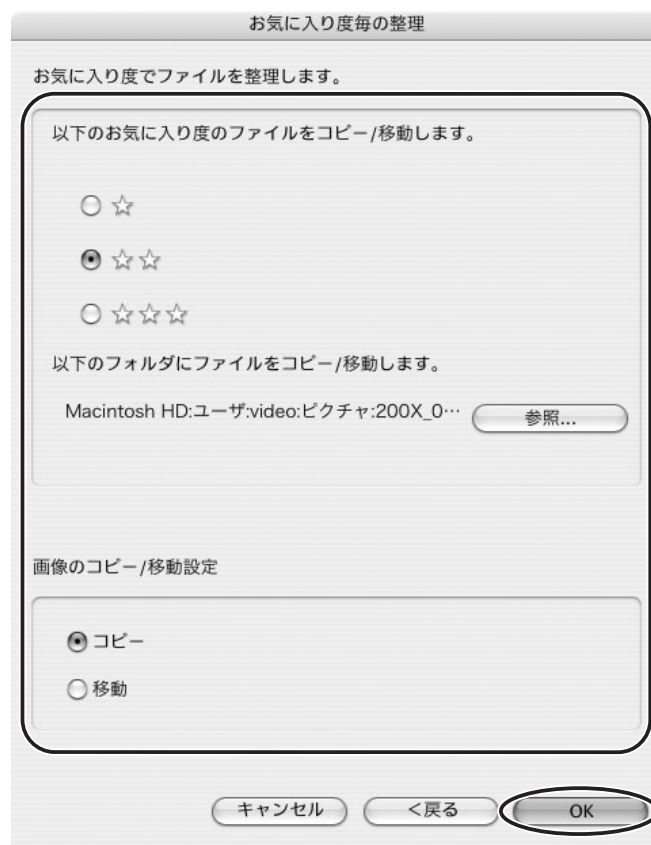 お気に入り度毎の整理
お気に入り度でファイルを整理します。
以下のお気に入り度のファイルをコピー/移動します。
☆
☆☆
☆☆☆
以下のフォルダにファイルをコピー/移動します。
Macintosh HD:ユーザ:video:ピクチャ:200X_0… 参照...
画像のコピー/移動設定
コピー
移動
キャンセル <戻る OK